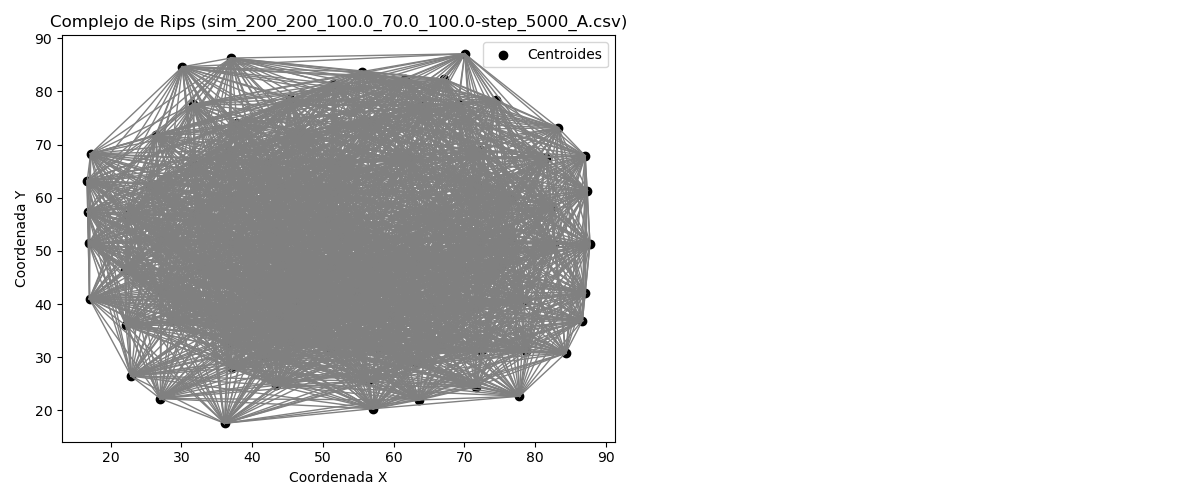 Complejo de Rips (sim_200_200_100.0_70.0_100.0-step_5000_A.csv)
Centroides
90
80
70
60
50
40
30
20
Coordenada Y
20 30 40 50 60 70 80 90
Coordenada X